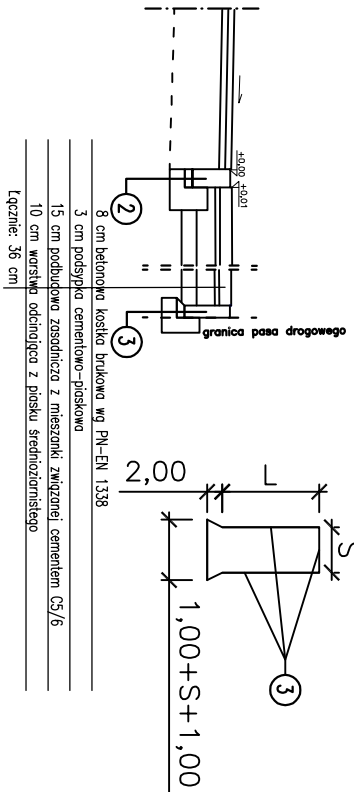 +0,00
+0,01
2
3
granica pasa drogowego
8 cm betonowa kostka brukowa wg PN-EN 1338
3 cm podsypka cementowo-piaskowa
15 cm podbudowa zasadnicza z mieszanki związanej cementem C5/6
10 cm warstwa odcinająca z piasku średnioziarnistego
Łącznie: 36 cm
2,00
L
S
3
1,00+S+1,00